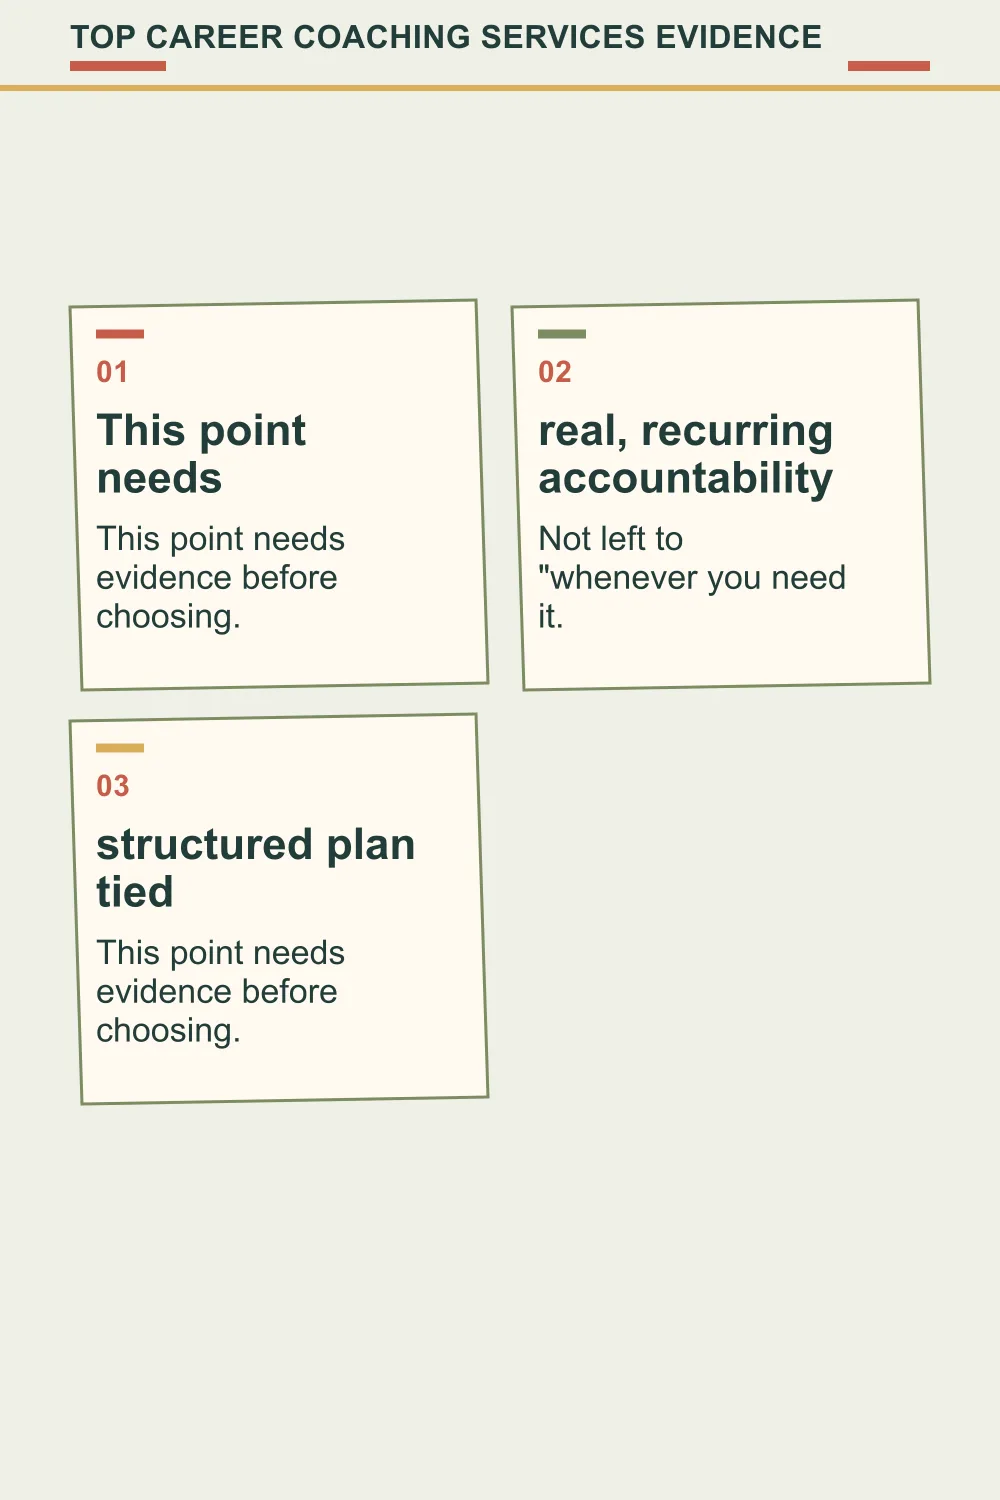 TOP CAREER COACHING SERVICES EVIDENCE
01
This point
needs
This point needs
evidence before
choosing.
02
real, recurring
accountability
Not left to
"whenever you need
it.
03
structured plan
tied
This point needs
evidence before
choosing.